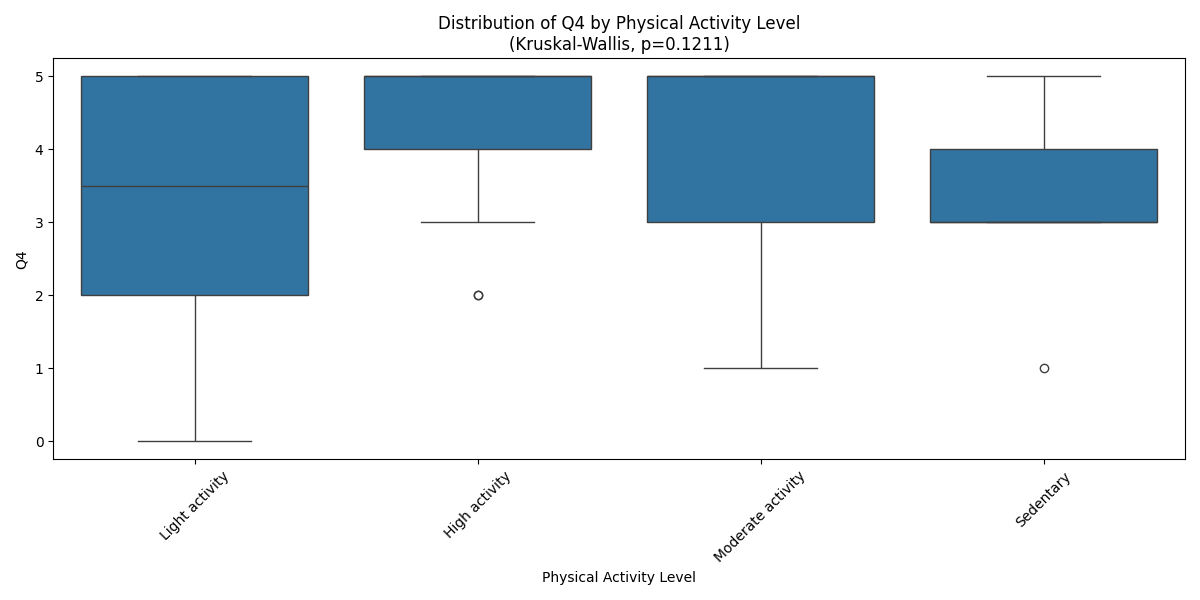 Distribution of Q4 by Physical Activity Level
(Kruskal-Wallis, p=0.1211)
Q4
5
4
3
2
1
0
Light activity
High activity
Moderate activity
Sedentary
Physical Activity Level